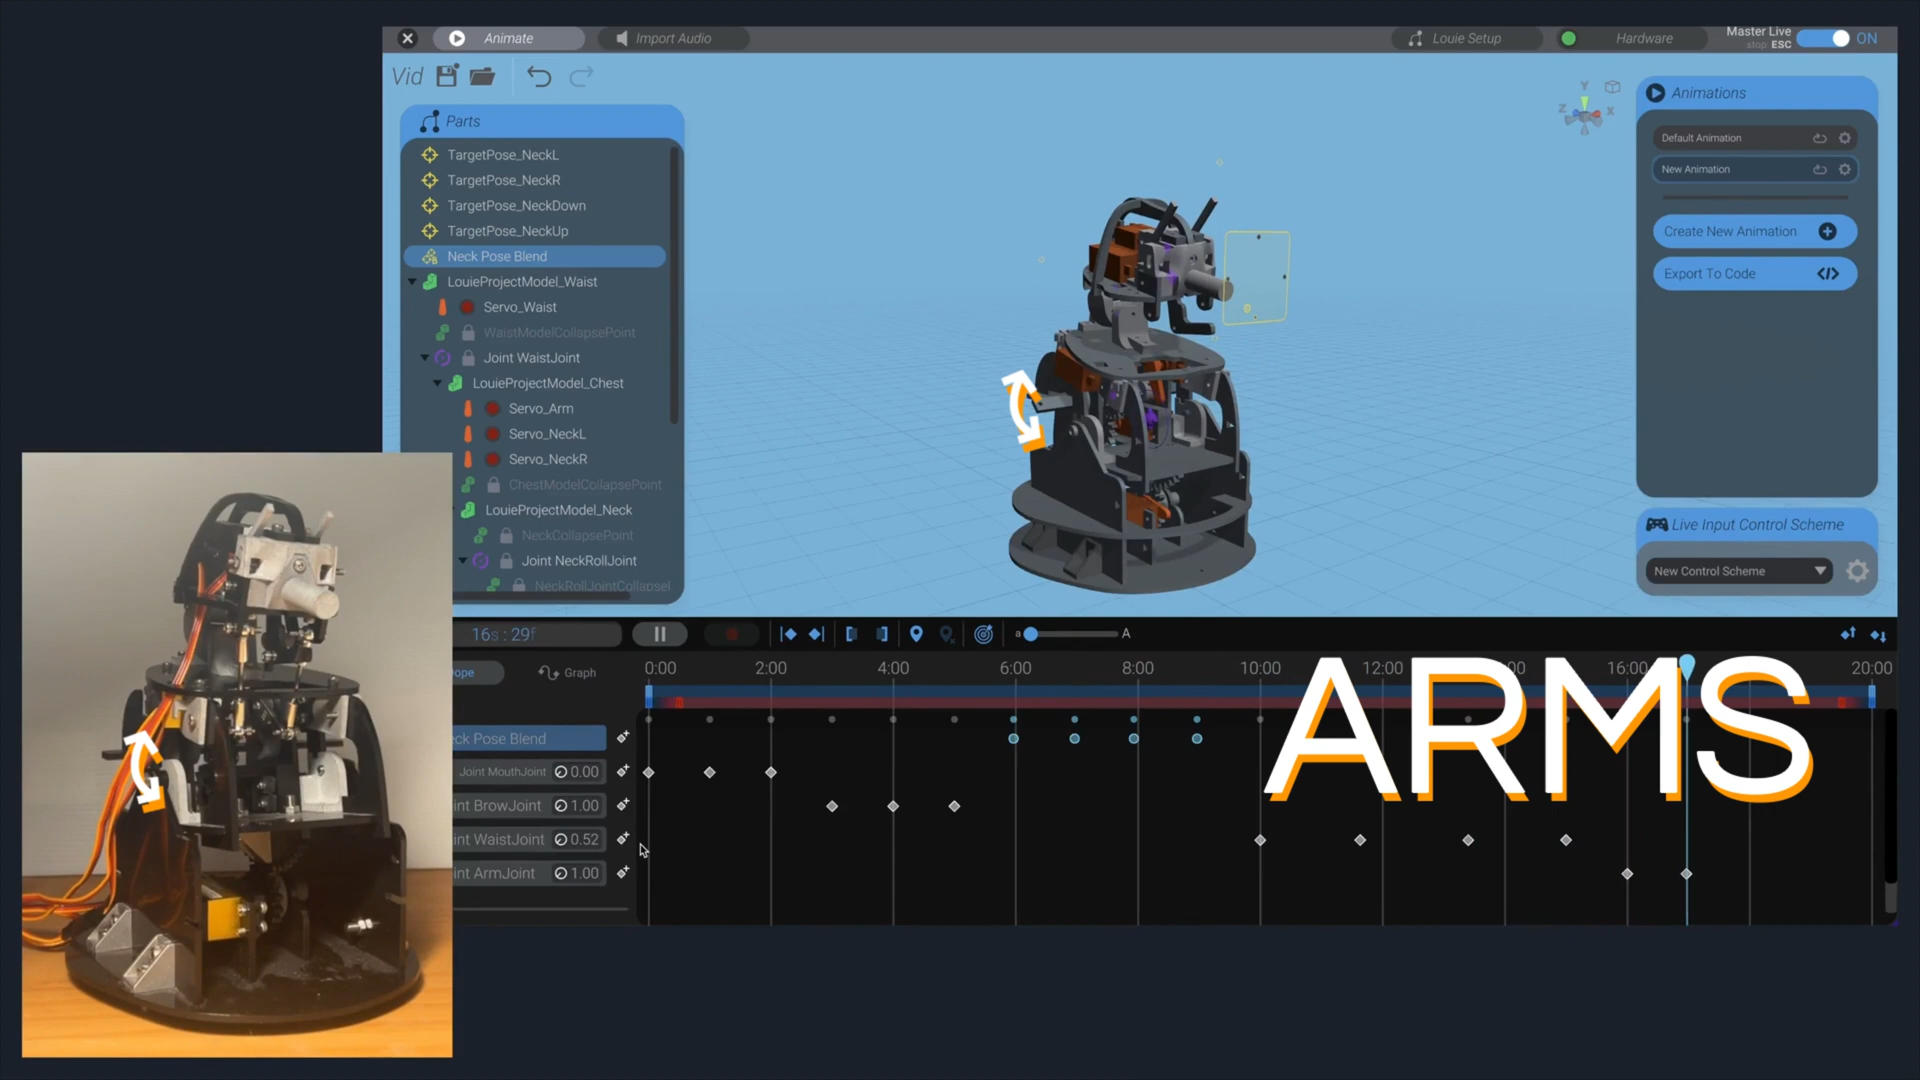 Animate
Import Audio
Louie Setup
Hardware
Master Live
stop: ESC
ON
Vid
Parts
TargetPose_NeckL
TargetPose_NeckR
TargetPose_NeckDown
TargetPose_NeckUp
Neck Pose Blend
LouieProjectModel_Waist
Servo_Waist
WaistModelCollapsePoint
Joint WaistJoint
LouieProjectModel_Chest
Servo_Arm
Servo_NeckL
Servo_NeckR
ChestModelCollapsePoint
LouieProjectModel_Neck
NeckCollapsePoint
Joint NeckRollJoint
NeckRollJointCollapsel
Y
Z
X
Animations
Default Animation
New Animation
Create New Animation
Export To Code
Live Input Control Scheme
New Control Scheme
16s : 29f
a
A
ope
Graph
0:00 2:00 4:00 6:00 8:00 10:00 12:00 :00 16:00 20:00
ARMS
ck Pose Blend
Joint MouthJoint 0.00
int BrowJoint 1.00
int WaistJoint 0.52
int ArmJoint 1.00